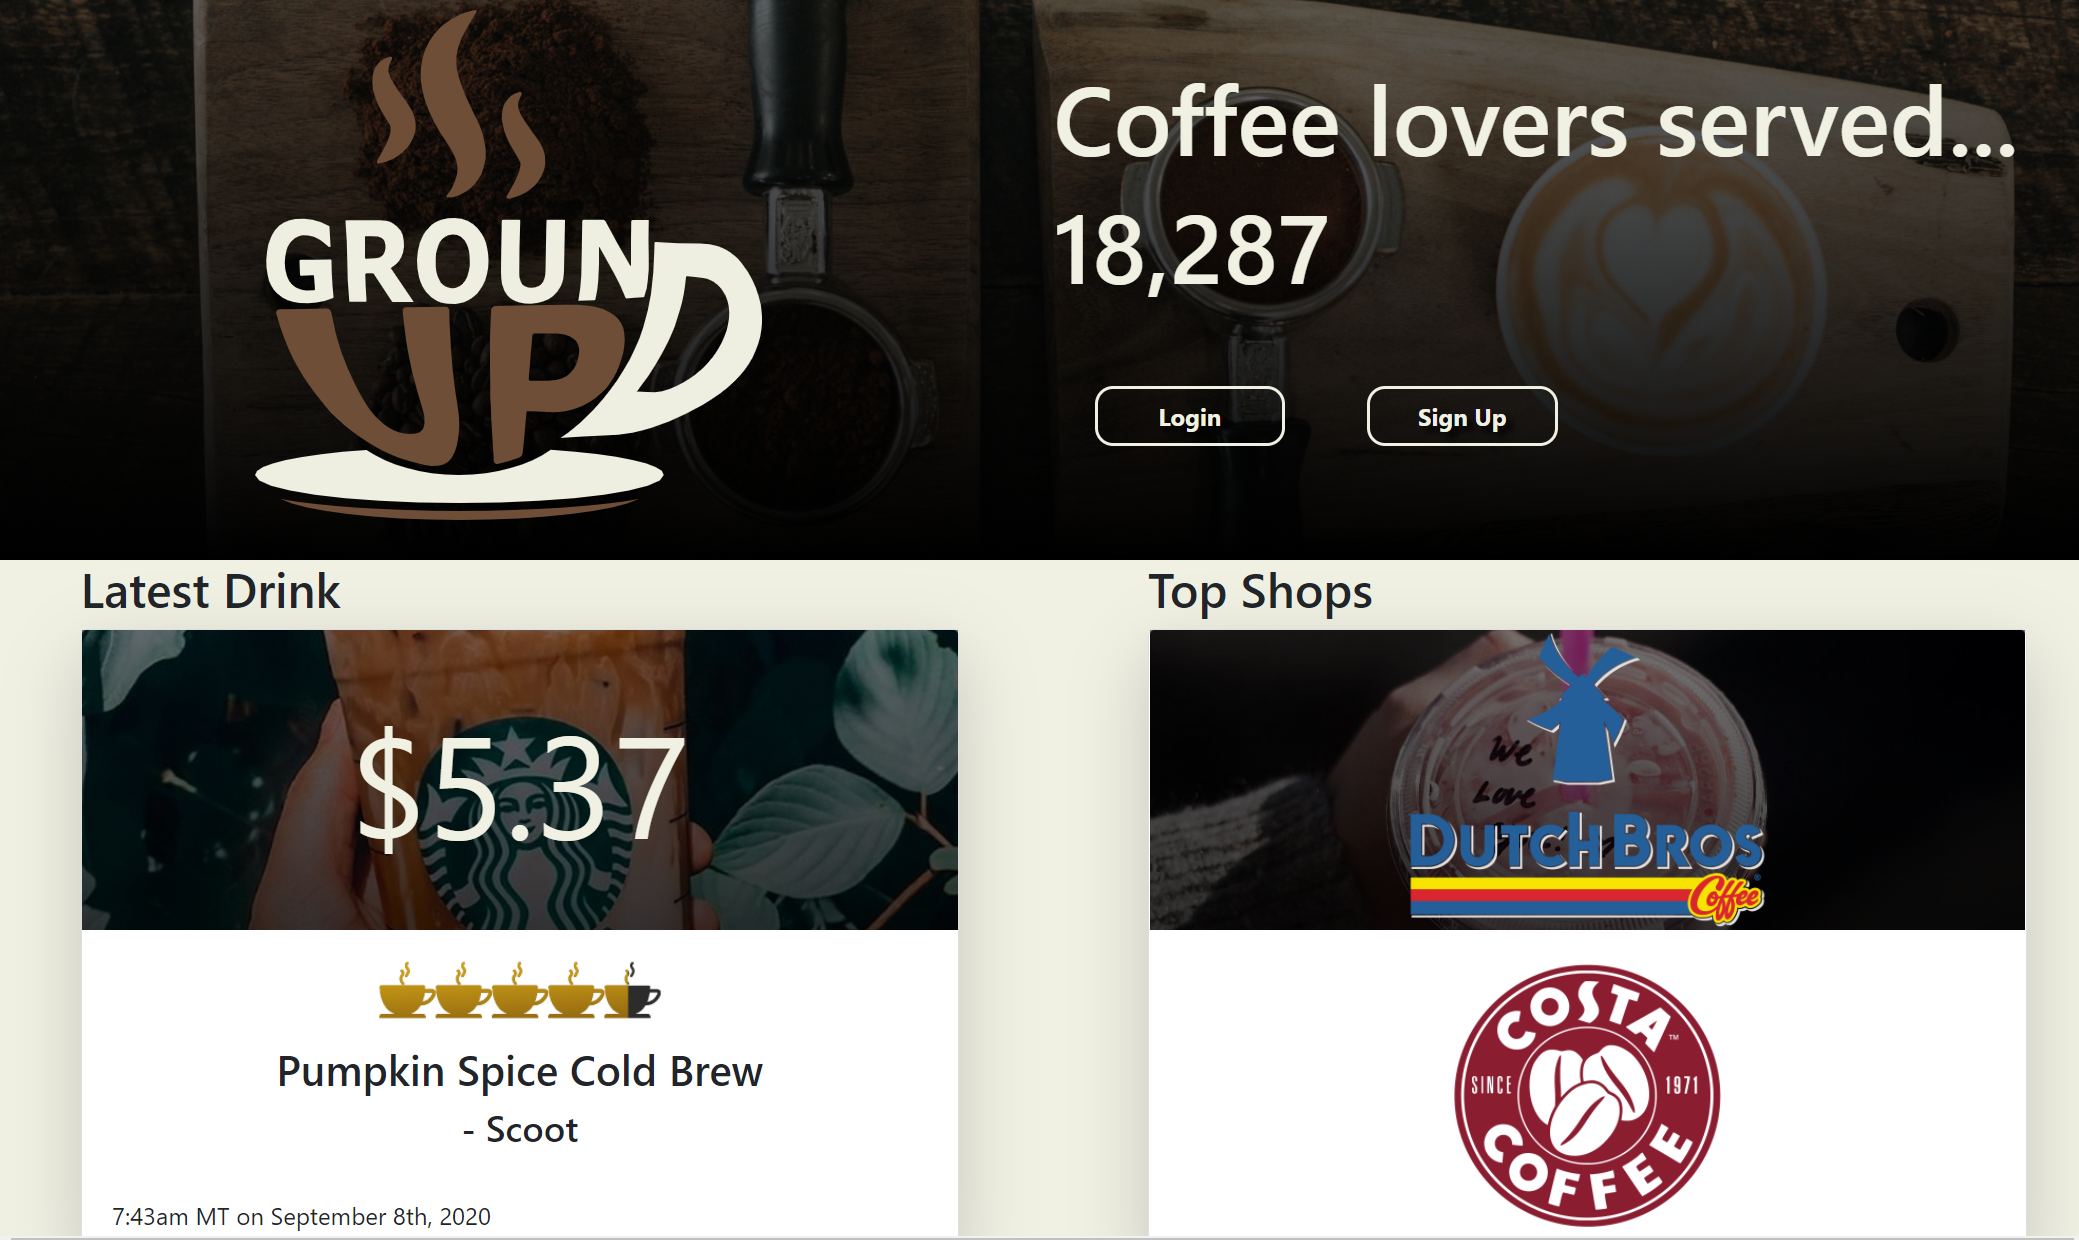 GROUND
UP
Coffee lovers served...
18,287
Login
Sign Up
Latest Drink
$5.37
Pumpkin Spice Cold Brew
- Scoot
7:43am MT on September 8th, 2020
Top Shops
We
Love
DUTCH BROS
Coffee
COSTA
SINCE 1971
COFFEE